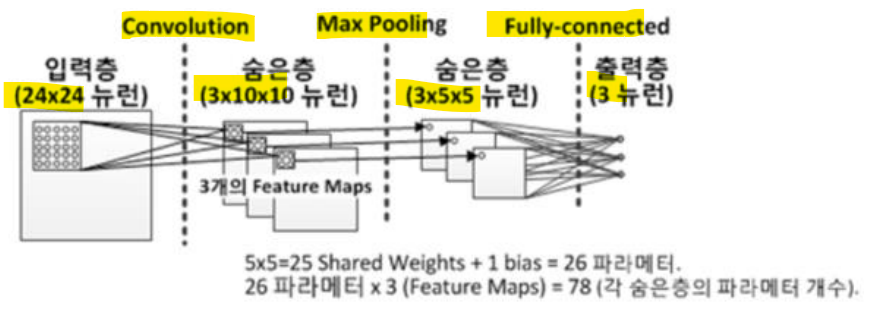 Convolution Max Pooling Fully-connected
입력층 숨은층 숨은층 출력층
(24x24 뉴런) (3x10x10 뉴런) (3x5x5 뉴런) (3 뉴런)
3개의 Feature Maps
5x5=25 Shared Weights + 1 bias = 26 파라메터.
26 파라메터 x 3 (Feature Maps) = 78 (각 숨은층의 파라메터 개수).